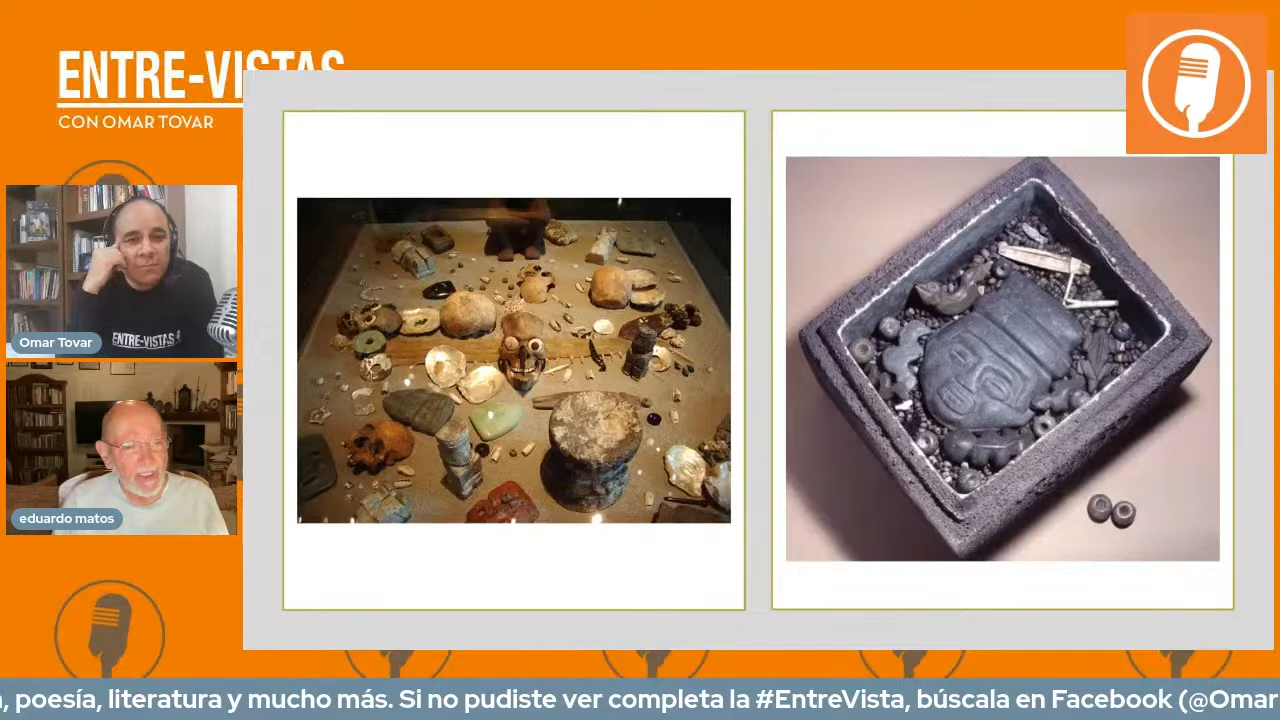 ENTRE-VISTAS
CON OMAR TOVAR
ENTRE-VISTAS
Omar Tovar
eduardo matos
, poesía, literatura y mucho más. Si no pudiste ver completa la #EntreVista, búscala en Facebook (@Omar